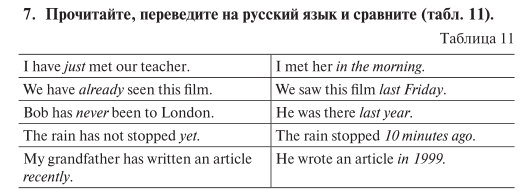 7. Прочитайте, переведите на русский язык и сравните (табл. 11).
Таблица 11
I have just met our teacher. I met her in the morning.
We have already seen this film. We saw this film last Friday.
Bob has never been to London. He was there last year.
The rain has not stopped yet. The rain stopped 10 minutes ago.
My grandfather has written an article He wrote an article in 1999.
recently.